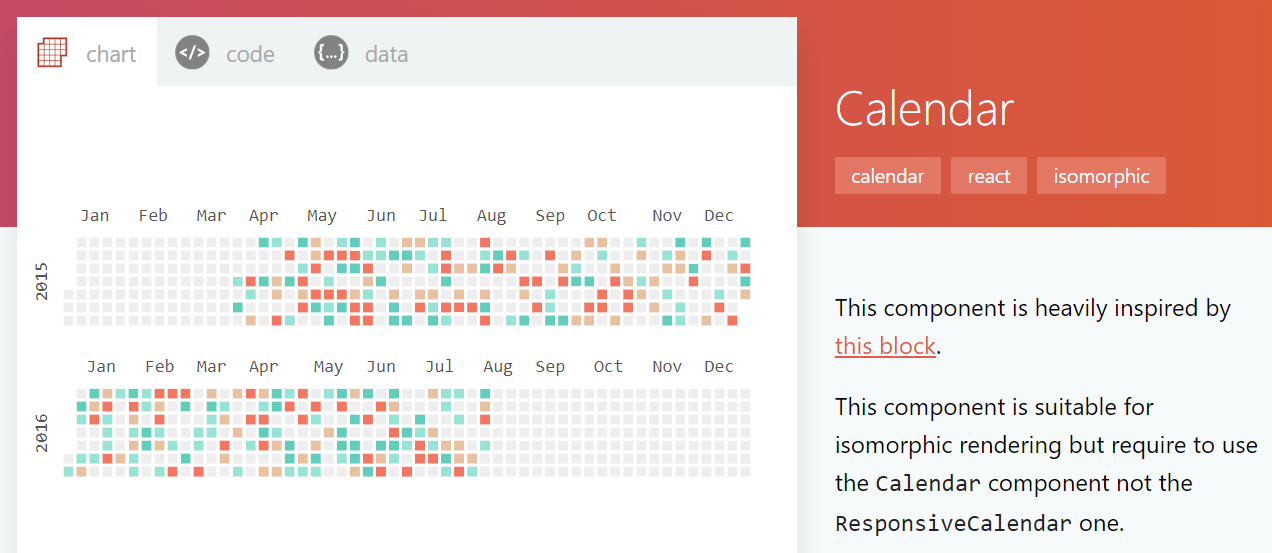 chart code data
Calendar
calendar react isomorphic
Jan Feb Mar Apr May Jun Jul Aug Sep Oct Nov Dec
2015
Jan Feb Mar Apr May Jun Jul Aug Sep Oct Nov Dec
2016
This component is heavily inspired by
this block.
This component is suitable for
isomorphic rendering but require to use
the Calendar component not the
ResponsiveCalendar one.